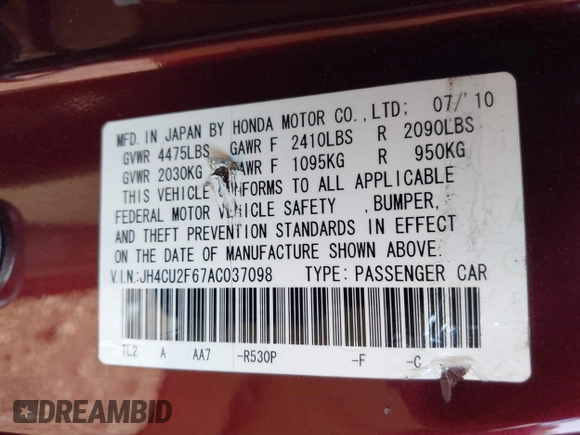 MFD. IN JAPAN BY HONDA MOTOR CO.,LTD; 07/'10
GVWR 4475LBS GAWR F 2410LBS R 2090LBS
GVWR 2030KG AWR F 1095KG R 950KG
THIS VEHICLE NFORMS TO ALL APPLICABLE
FEDERAL MOTOR VEHICLE SAFETY ,BUMPER,
AND THEFT PREVENTION STANDARDS IN EFFECT
ON THE DATE OF MANUFACTURE SHOWN ABOVE.
V.I.N.:JH4CU2F67AC037098 TYPE: PASSENGER CAR
TL2 A AA7 -R530P -F -C
DREAMBID